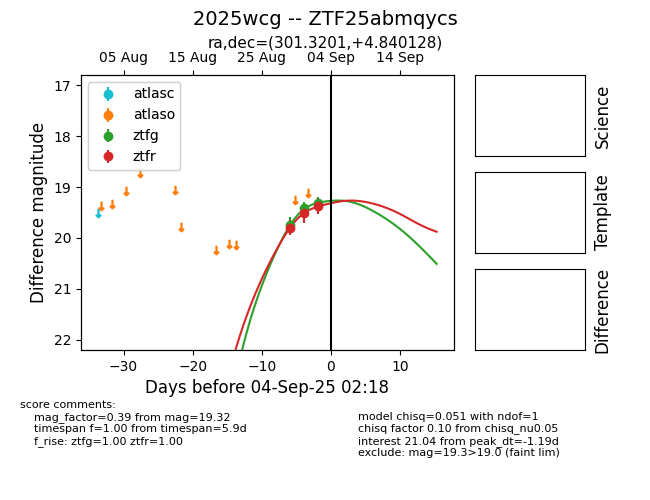 2025wcg -- ZTF25abmqycs
ra,dec=(301.3201,+4.840128)
05 Aug
15 Aug
25 Aug
04 Sep
14 Sep
atlasc
atlaso
ztfg
ztfr
17
18
19
20
21
22
Difference magnitude
−30
−20
−10
0
10
Days before 04-Sep-25 02:18
Science
Template
Difference
score comments:
mag_factor=0.39 from mag=19.32
timespan f=1.00 from timespan=5.9d
f_rise: ztfg=1.00 ztfr=1.00
model chisq=0.051 with ndof=1
chisq factor 0.10 from chisq_nu0.05
interest 21.04 from peak_dt=-1.19d
exclude: mag=19.3>19.0 (faint lim)